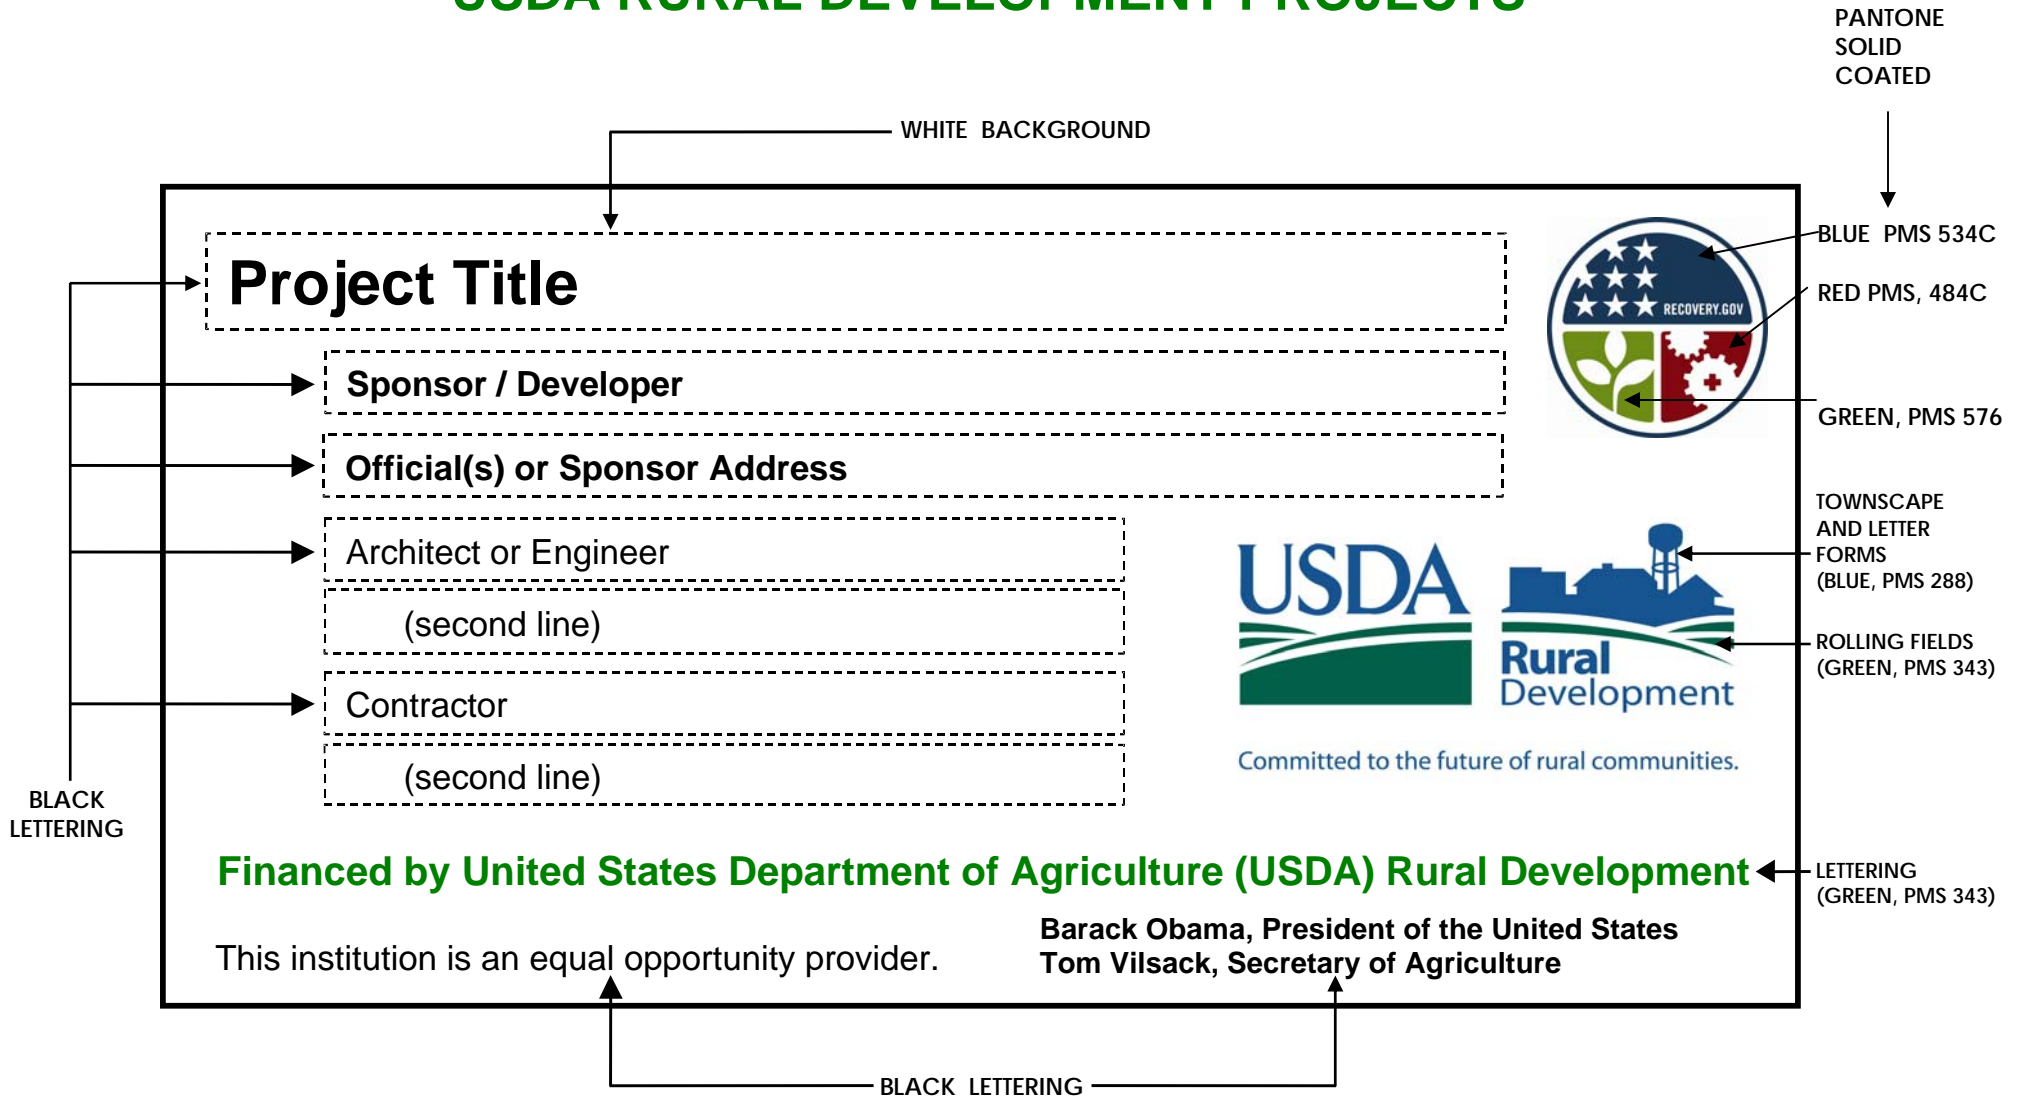 USDA RURAL DEVELOPMENT PROJECTS
PANTONE
SOLID
COATED
WHITE BACKGROUND
Project Title
RECOVERY.GOV
BLUE PMS 534C
RED PMS, 484C
GREEN, PMS 576
Sponsor / Developer
Official(s) or Sponsor Address
Architect or Engineer
(second line)
Contractor
(second line)
BLACK
LETTERING
USDA
Rural
Development
Committed to the future of rural communities.
TOWNSCAPE
AND LETTER
FORMS
(BLUE, PMS 288)
ROLLING FIELDS
(GREEN, PMS 343)
Financed by United States Department of Agriculture (USDA) Rural Development
LETTERING
(GREEN, PMS 343)
This institution is an equal opportunity provider.
Barack Obama, President of the United States
Tom Vilsack, Secretary of Agriculture
BLACK LETTERING